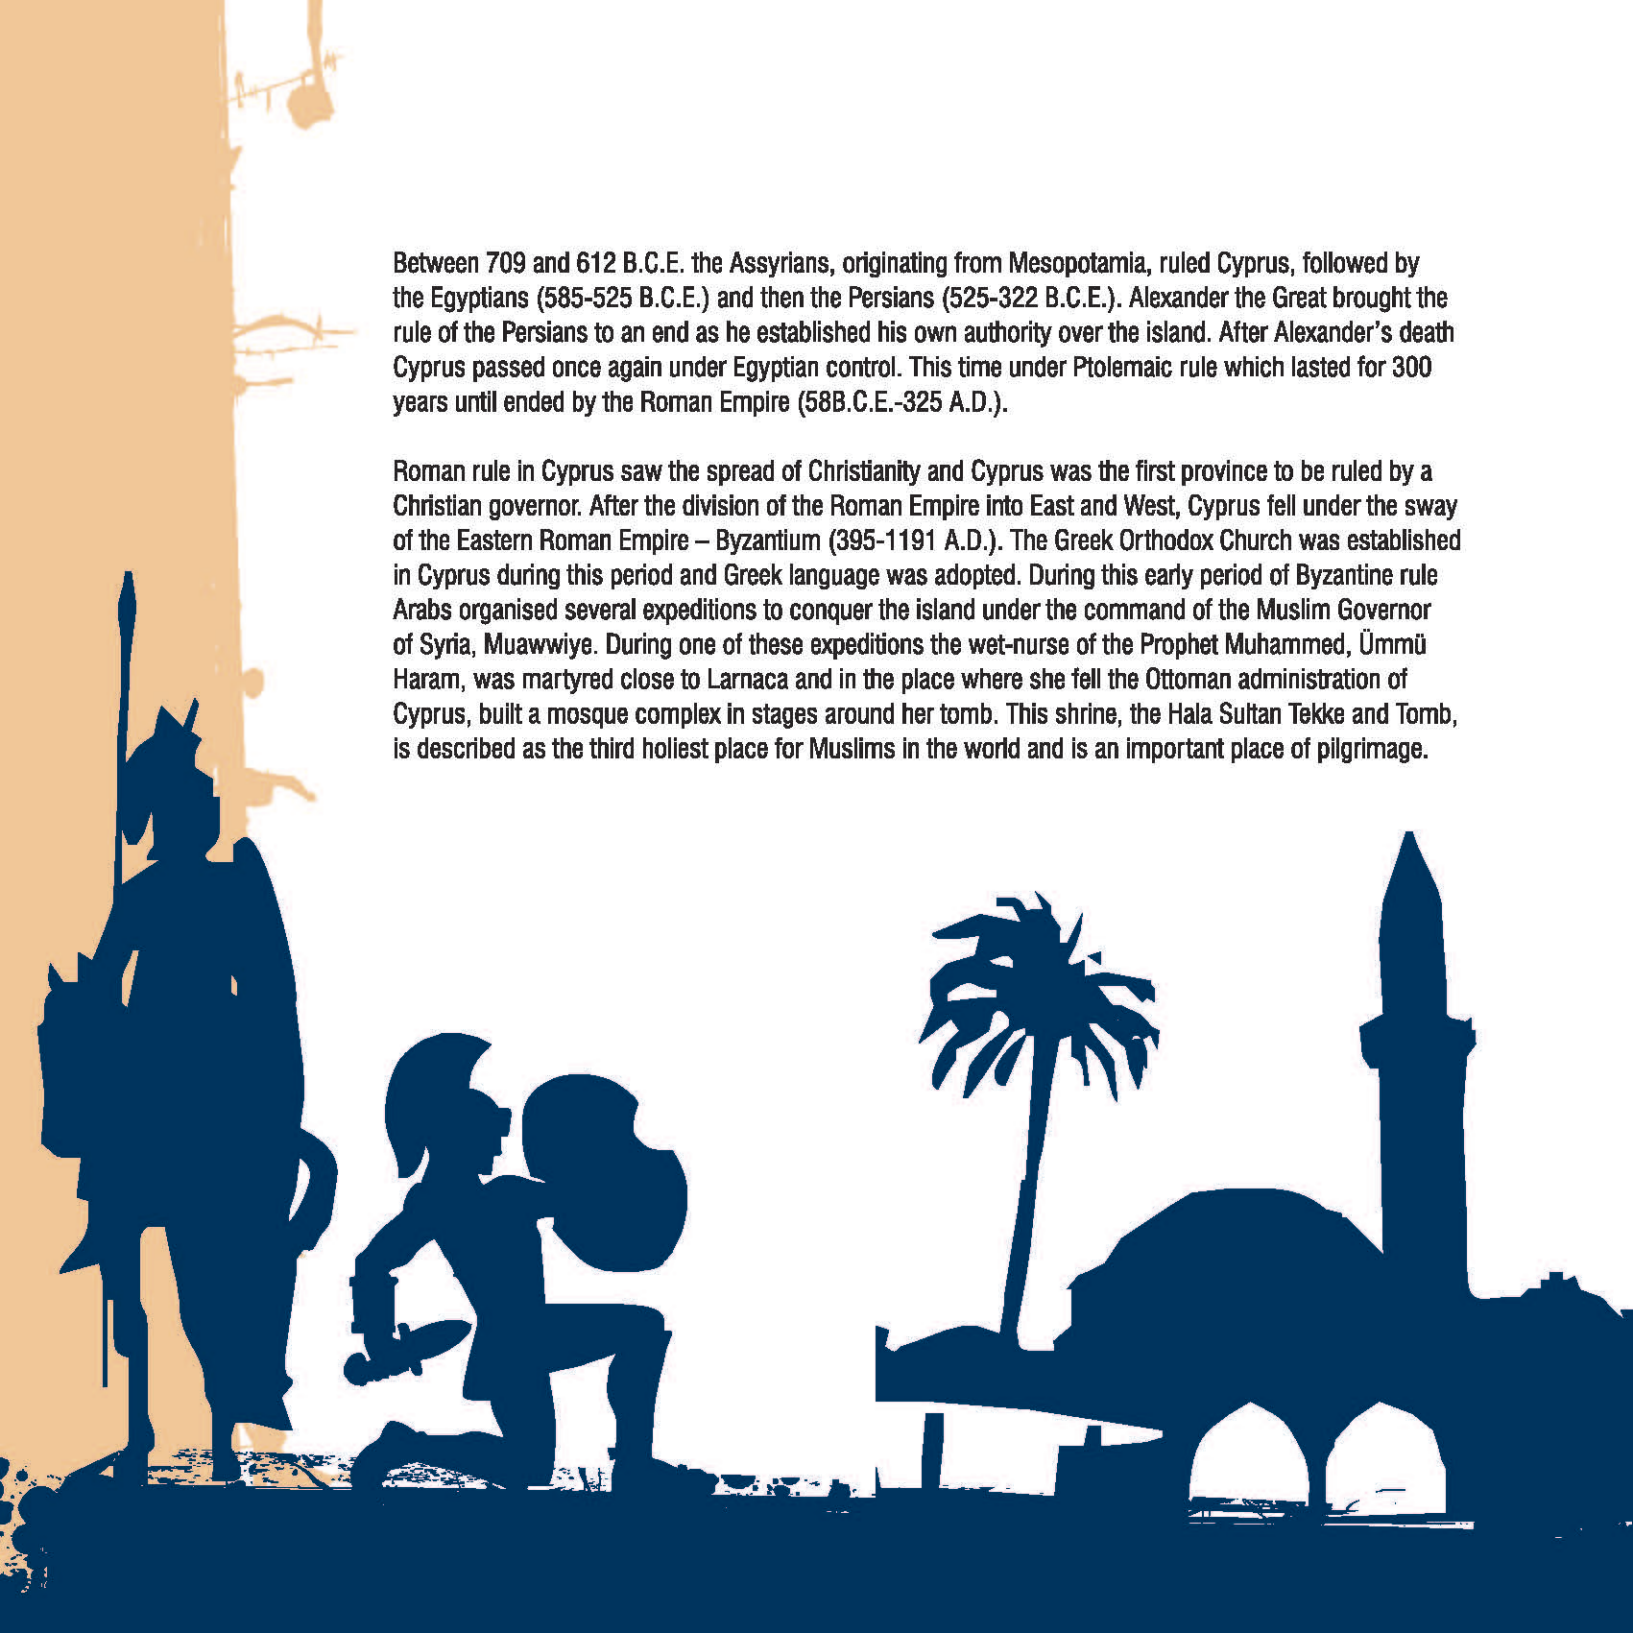 Between 709 and 612 B.C.E. the Assyrians, originating from Mesopotamia, ruled Cyprus, followed by
the Egyptians (585-525 B.C.E.) and then the Persians (525-322 B.C.E.). Alexander the Great brought the
rule of the Persians to an end as he established his own authority over the island. After Alexander's death
Cyprus passed once again under Egyptian control. This time under Ptolemaic rule which lasted for 300
years until ended by the Roman Empire (58B.C.E.-325 A.D.).
Roman rule in Cyprus saw the spread of Christianity and Cyprus was the first province to be ruled by a
Christian governor. After the division of the Roman Empire into East and West, Cyprus fell under the sway
of the Eastern Roman Empire – Byzantium (395-1191 A.D.). The Greek Orthodox Church was established
in Cyprus during this period and Greek language was adopted. During this early period of Byzantine rule
Arabs organised several expeditions to conquer the island under the command of the Muslim Governor
of Syria, Muawwiye. During one of these expeditions the wet-nurse of the Prophet Muhammed, Ümmü
Haram, was martyred close to Larnaca and in the place where she fell the Ottoman administration of
Cyprus, built a mosque complex in stages around her tomb. This shrine, the Hala Sultan Tekke and Tomb,
is described as the third holiest place for Muslims in the world and is an important place of pilgrimage.